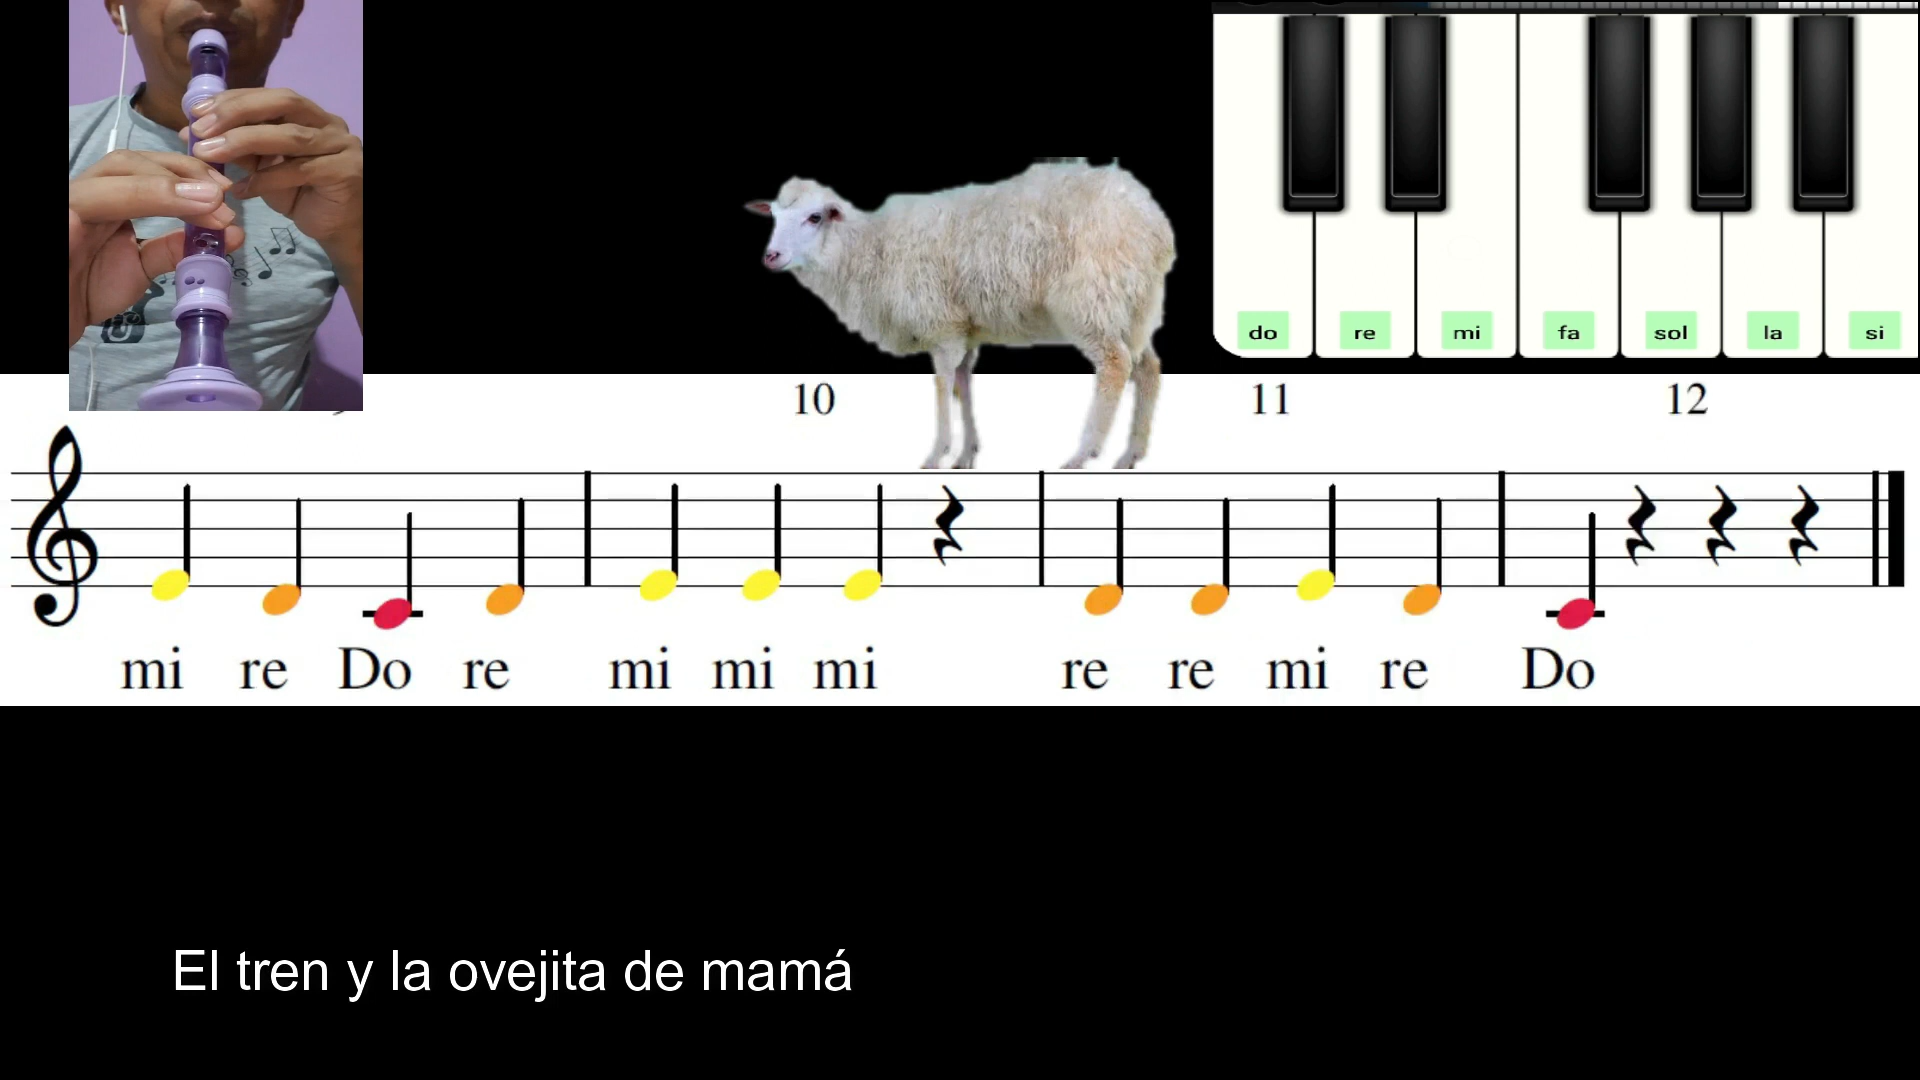 do re mi fa sol la si
10 11 12
mi re Do re mi mi mi re re mi re Do
El tren y la ovejita de mamá